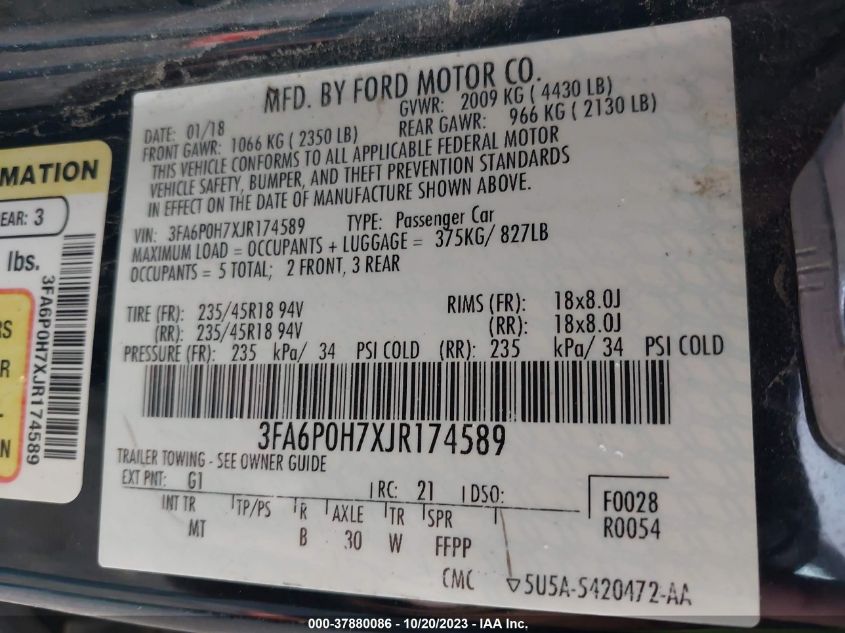 MFD. BY FORD MOTOR CO.
DATE: 01/18 GVWR: 2009 KG ( 4430 LB)
FRONT GAWR: 1066 KG ( 2350 LB) REAR GAWR: 966 KG ( 2130 LB)
THIS VEHICLE CONFORMS TO ALL APPLICABLE FEDERAL MOTOR
VEHICLE SAFETY, BUMPER, AND THEFT PREVENTION STANDARDS
IN EFFECT ON THE DATE OF MANUFACTURE SHOWN ABOVE.
VIN: 3FA6P0H7XJR174589 TYPE: Passenger Car
MAXIMUM LOAD = OCCUPANTS + LUGGAGE = 375KG/ 827LB
OCCUPANTS = 5 TOTAL; 2 FRONT, 3 REAR
TIRE (FR): 235/45R18 94V RIMS (FR): 18x8.0J
(RR): 235/45R18 94V (RR): 18x8.0J
PRESSURE (FR): 235 kPa/ 34 PSI COLD (RR): 235 kPa/ 34 PSI COLD
3FA6P0H7XJR174589
TRAILER TOWING - SEE OWNER GUIDE
EXT PNT: G1 RC: 21 DSO:
INT TR TP/PS R AXLE TR SPR
MT B 30 W FFPP
F0028
R0054
CMC ▽5U5A-5420472-AA
MATION
EAR: 3
lbs.
RS
R
3FA6P0H7XJR174589
000-37880086 - 10/20/2023 - IAA Inc.